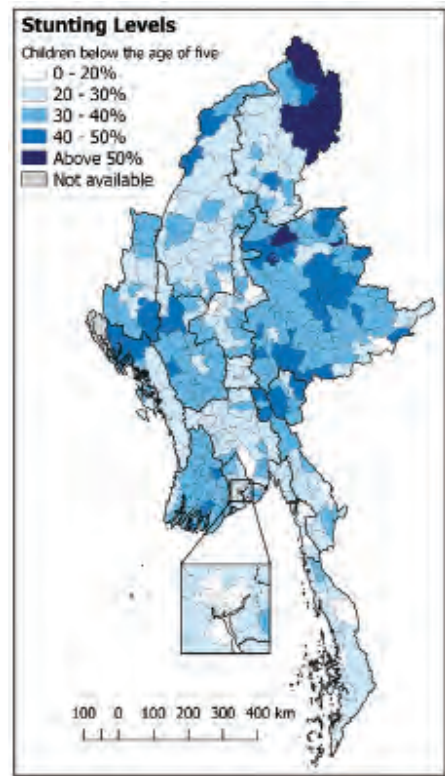 Stunting Levels
Children below the age of five
0 - 20%
20 - 30%
30 - 40%
40 - 50%
Above 50%
Not available
100 0 100 200 300 400 km